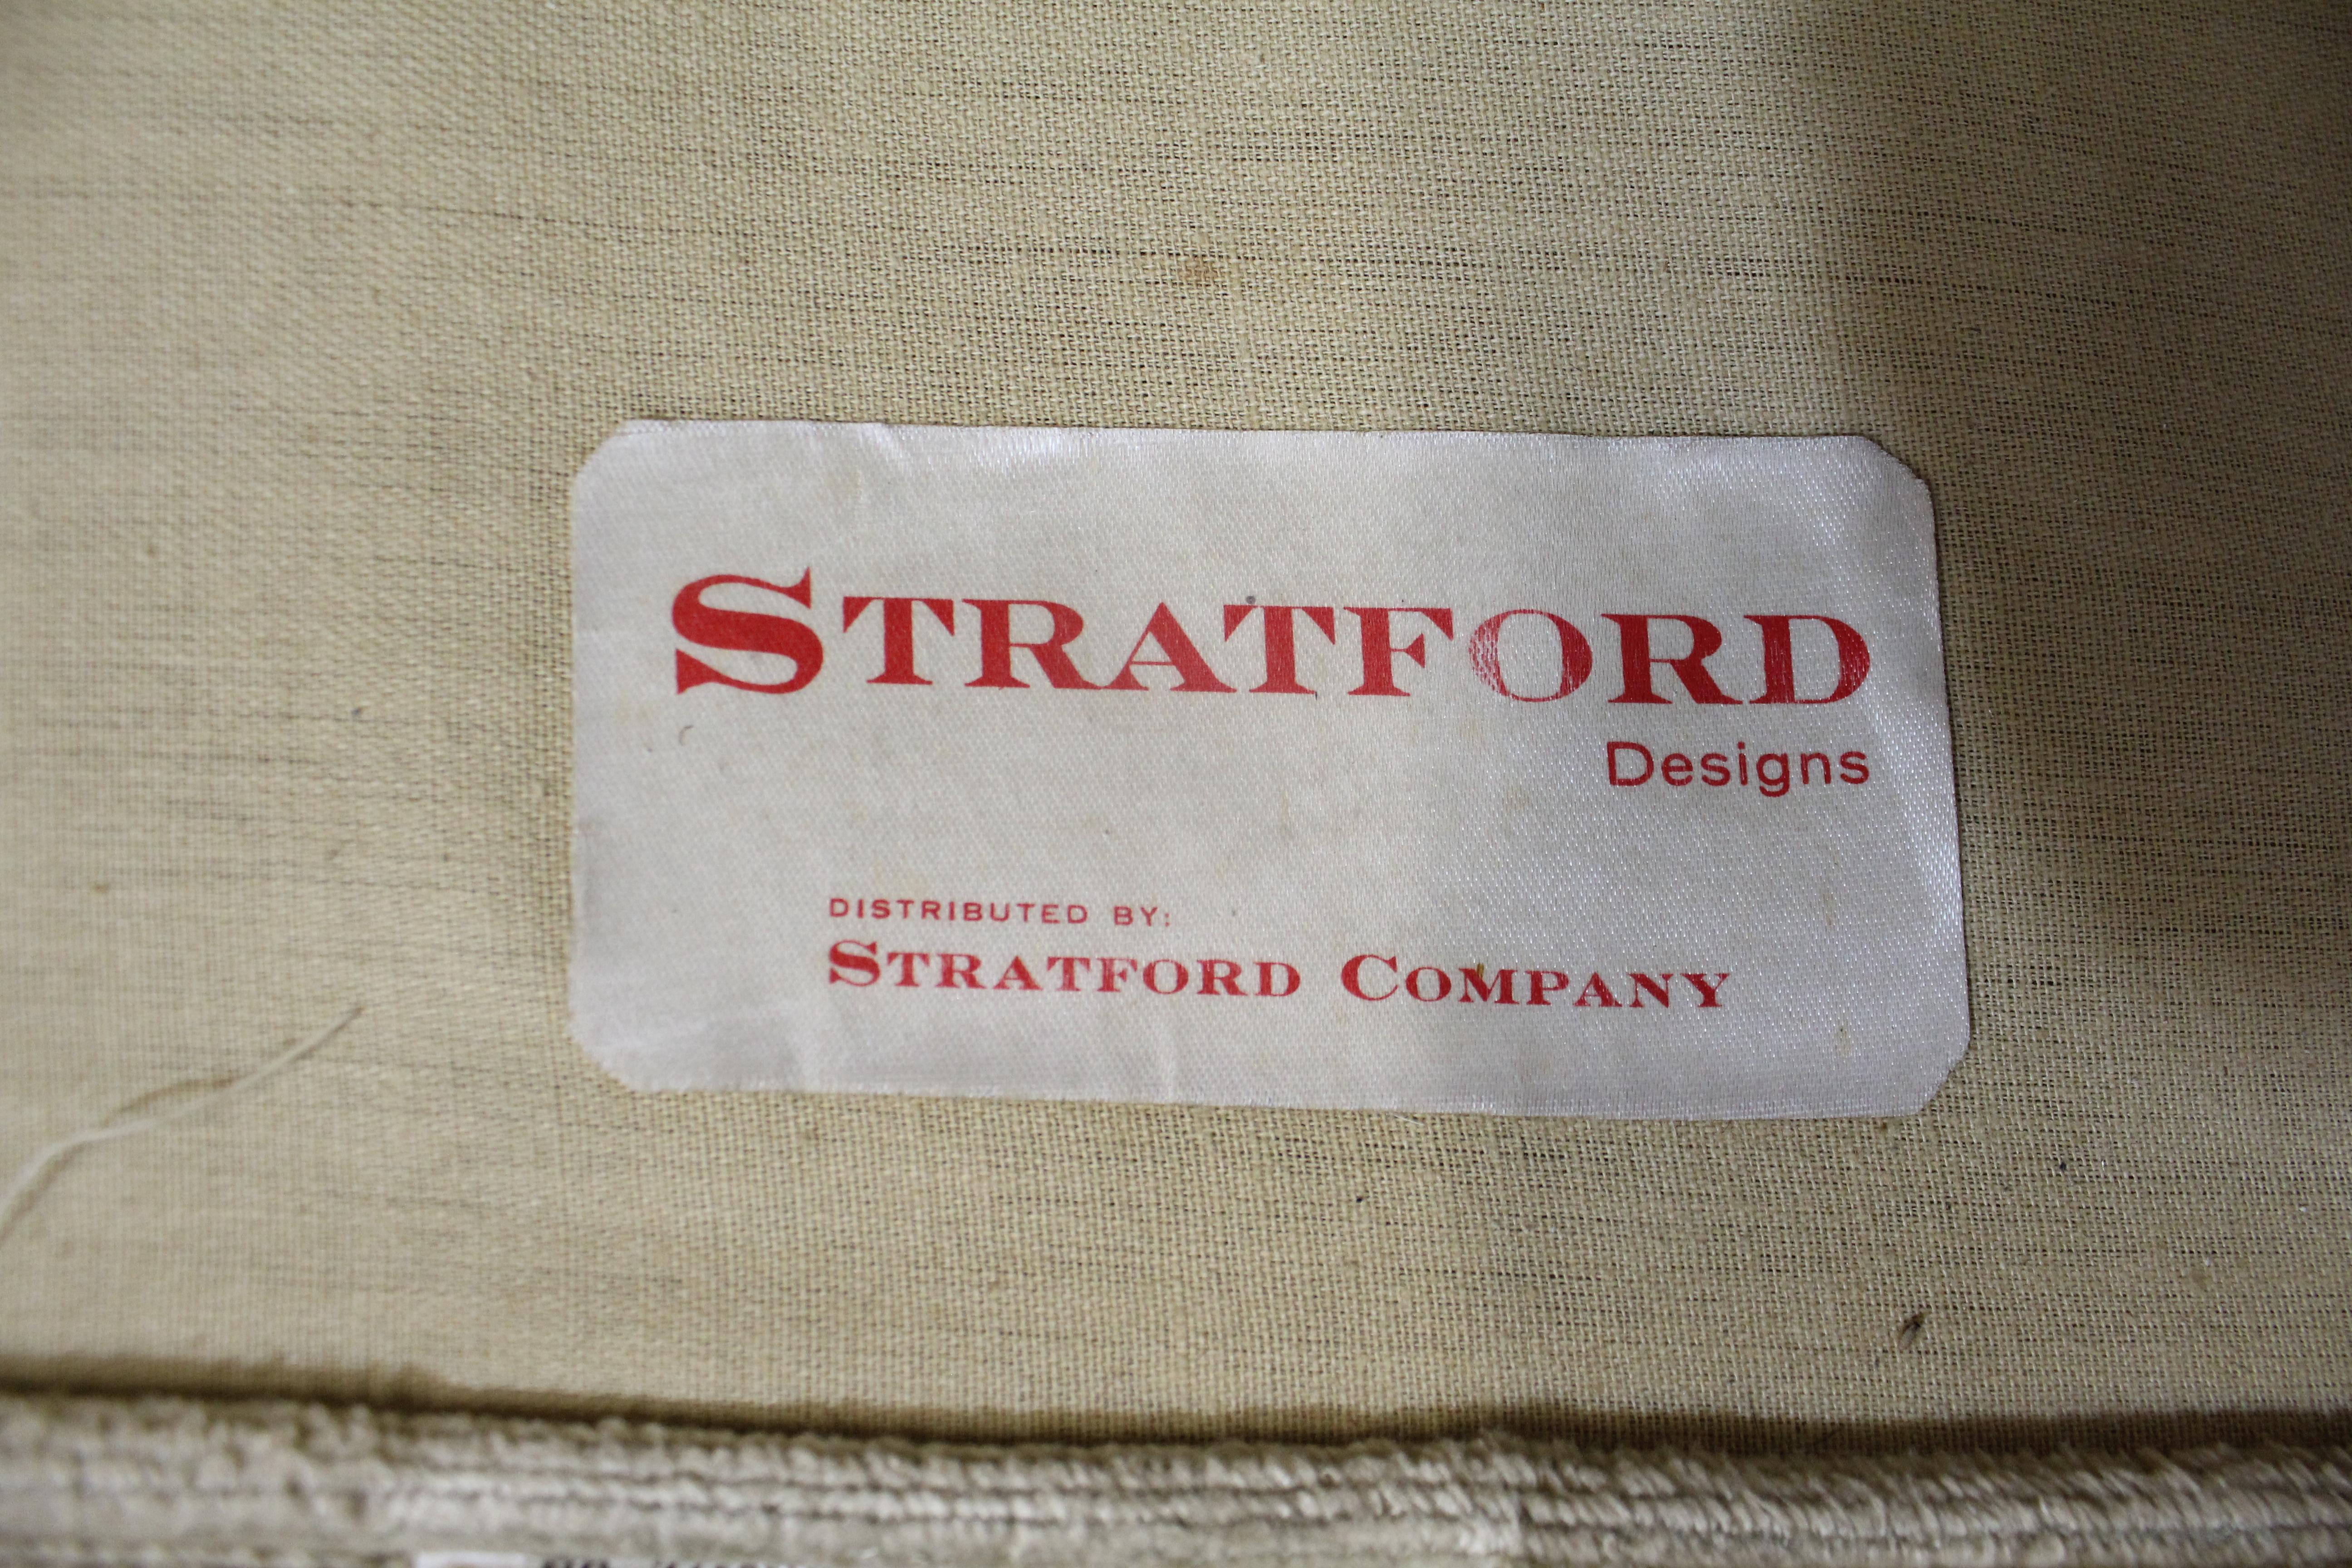 STRATFORD
Designs
DISTRIBUTED BY:
STRATFORD COMPANY